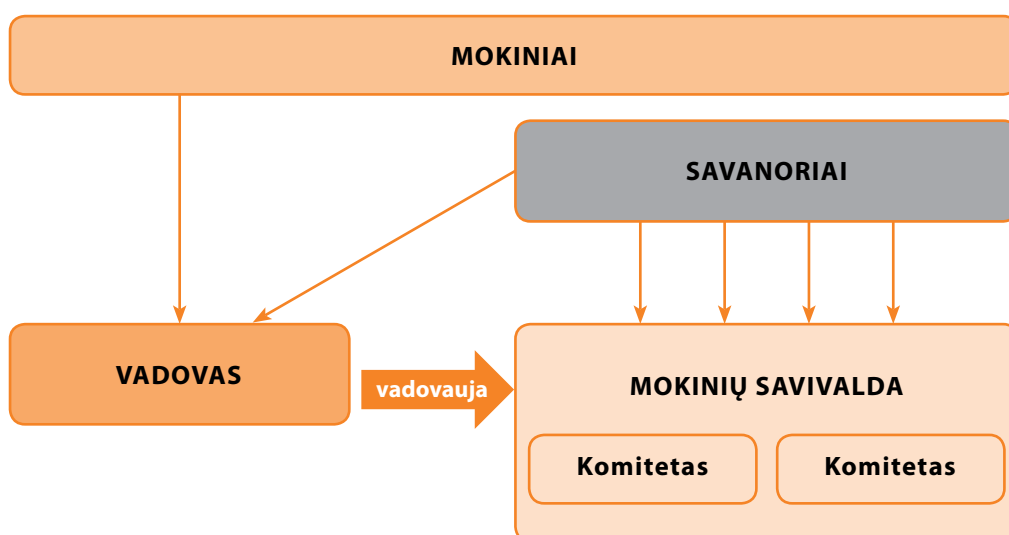 MOKINIAI
SAVANORIAI
VADOVAS
vadovauja
MOKINIŲ SAVIVALDA
Komitetas
Komitetas